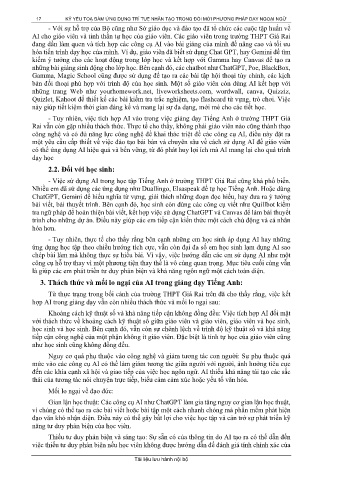 17 KỶ YẾU TỌA ĐÀM ỨNG DỤNG TRÍ TUỆ NHÂN TẠO TRONG ĐỔI MỚI PHƯƠNG PHÁP DẠY NGOẠI NGỮ
- Với sự hỗ trợ của Bộ cũng như Sở giáo dục và đào tạo đã tổ chức các cuộc tập huấn về
AI cho giáo viên và tinh thần tự học của giáo viên. Các giáo viên trong trường THPT Giá Rai
đang dần làm quen và tích hợp các công cụ AI vào bài giảng của mình để nâng cao và tối ưu
hóa tiến trình dạy học của mình. Ví dụ, giáo viên đã biết sử dụng Chat GPT, hay Gemini để tìm
kiếm ý tưởng cho các hoạt động trong lớp học và kết hợp với Gamma hay Canvas để tạo ra
những bài giảng sinh động cho lớp học. Bên cạnh đó, các chatbot như ChatGPT, Poe, BlackBox,
Gamma, Magic School cũng được sử dụng để tạo ra các bài tập hội thoại tùy chỉnh, các kịch
bản đối thoại phù hợp với trình độ của học sinh. Một số giáo viên còn dùng AI kết hợp với
những trang Web như youthomework.net, liveworksheets.com, wordwall, canva, Quizziz,
Quizlet, Kahoot để thiết kế các bài kiểm tra trắc nghiệm, tạo flashcard từ vựng, trò chơi. Việc
này giúp tiết kiệm thời gian đáng kể và mang lại sự đa dạng, mới mẻ cho các tiết học.
- Tuy nhiên, việc tích hợp AI vào trong việc giảng dạy Tiếng Anh ở trường THPT Giá
Rai vẫn còn gặp nhiều thách thức. Thực tế cho thấy, không phải giáo viên nào cũng thành thạo
công nghệ và có đủ năng lực công nghệ để khai thác triệt để các công cụ AI, điều này đặt ra
một yêu cầu cấp thiết về việc đào tạo bài bản và chuyên sâu về cách sử dụng AI để giáo viên
có thể ứng dụng AI hiệu quả và bền vững, từ đó phát huy lợi ích mà AI mang lại cho quá trình
dạy học
2.2. Đối với học sinh:
- Việc sử dụng AI trong học tập Tiếng Anh ở trường THPT Giá Rai cũng khá phổ biến.
Nhiều em đã sử dụng các ứng dụng như Duallingo, Elsaspeak để tự học Tiếng Anh. Hoặc dùng
ChatGPT, Gemini để hiểu nghĩa từ vựng, giải thích những đoạn đọc hiểu, hay đưa ra ý tưởng
bài viết, bài thuyết trình. Bên cạnh đó, học sinh còn dùng các công cụ viết như Quillbot kiểm
tra ngữ pháp để hoàn thiện bài viết, kết hợp việc sử dụng ChatGPT và Canvas để làm bài thuyết
trình cho những dự án. Điều này giúp các em tiếp cận kiến thức một cách chủ động và cá nhân
hóa hơn.
- Tuy nhiên, thực tế cho thấy rằng bên cạnh những em học sinh áp dụng AI hay những
ứng dụng học tập theo chiều hướng tích cực, vẫn còn đại đa số em học sinh lạm dụng AI sao
chép bài làm mà không thực sự hiểu bài. Vì vậy, việc hướng dẫn các em sử dụng AI như một
công cụ hỗ trợ thay vì một phương tiện thay thế là vô cùng quan trọng. Mục tiêu cuối cùng vẫn
là giúp các em phát triển tư duy phản biện và khả năng ngôn ngữ một cách toàn diện.
3. Thách thức và mối lo ngại của AI trong giảng dạy Tiếng Anh:
Từ thực trạng trong bối cảnh của trường THPT Giá Rai trên đã cho thấy rằng, việc kết
hợp AI trong giảng dạy vẫn còn nhiều thách thức và mối lo ngại sau:
Khoảng cách kỹ thuật số và khả năng tiếp cận không đồng đều: Việc tích hợp AI đối mặt
với thách thức về khoảng cách kỹ thuật số giữa giáo viên và giáo viên, giáo viên và học sinh,
học sinh và học sinh. Bên cạnh đó, vẫn còn sự chênh lệch về trình độ kỹ thuật số và khả năng
tiếp cận công nghệ của một phận không ít giáo viên. Đặc biệt là tinh tự học của giáo viên cũng
như học sinh cũng không đồng đều.
Nguy cơ quá phụ thuộc vào công nghệ và giảm tương tác con người: Sự phụ thuộc quá
mức vào các công cụ AI có thể làm giảm tương tác giữa người với người, ảnh hưởng tiêu cực
đến các khía cạnh xã hội và giao tiếp của việc học ngôn ngữ. AI thiếu khả năng tái tạo các sắc
thái của tương tác nói chuyện trực tiếp, biểu cảm cảm xúc hoặc yếu tố văn hóa.
Mối lo ngại về đạo đức:
Gian lận học thuật: Các công cụ AI như ChatGPT làm gia tăng nguy cơ gian lận học thuật,
vì chúng có thể tạo ra các bài viết hoặc bài tập một cách nhanh chóng mà phần mềm phát hiện
đạo văn khó nhận diện. Điều này có thể gây bất lợi cho việc học tập và cản trở sự phát triển kỹ
năng tư duy phản biện của học viên.
Thiếu tư duy phản biện và sáng tạo: Sự sẵn có của thông tin do AI tạo ra có thể dẫn đến
việc thiếu tư duy phản biện nếu học viên không được hướng dẫn để đánh giá tính chính xác của
Tài liệu lưu hành nội bộ